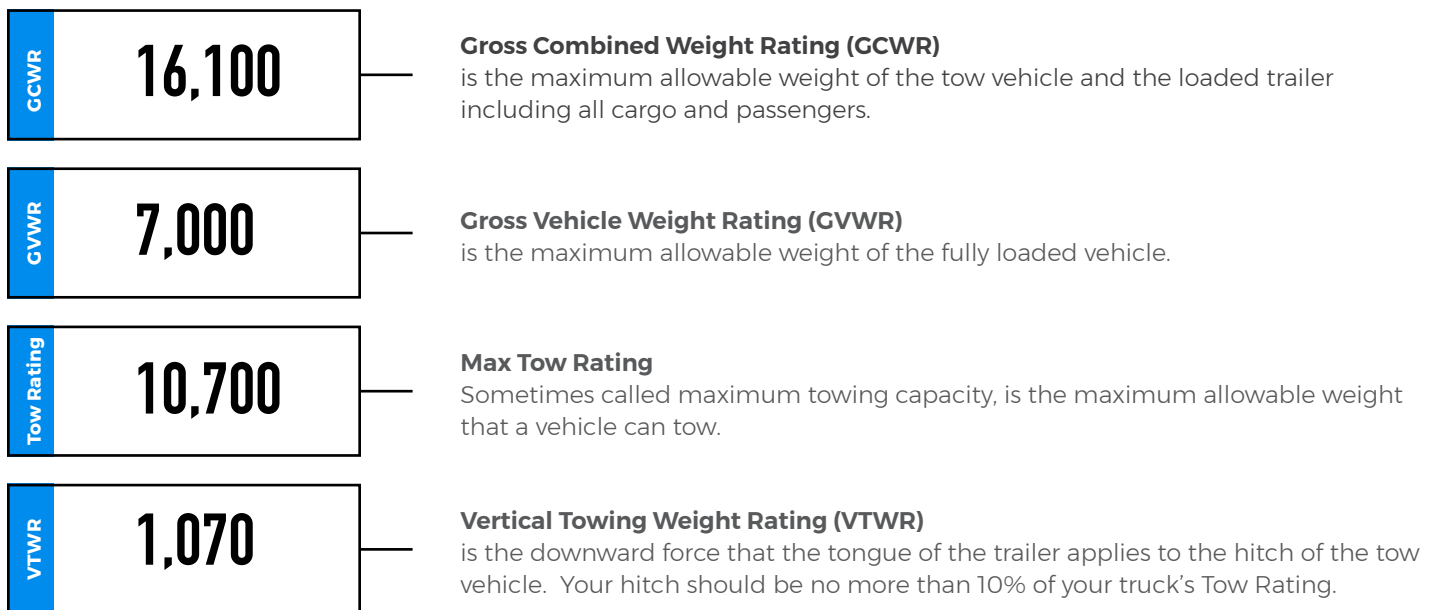 GCWR
16,100
Gross Combined Weight Rating (GCWR)
is the maximum allowable weight of the tow vehicle and the loaded trailer
including all cargo and passengers.
GVWR
7,000
Gross Vehicle Weight Rating (GVWR)
is the maximum allowable weight of the fully loaded vehicle.
Tow Rating
10,700
Max Tow Rating
Sometimes called maximum towing capacity, is the maximum allowable weight
that a vehicle can tow.
VTWR
1,070
Vertical Towing Weight Rating (VTWR)
is the downward force that the tongue of the trailer applies to the hitch of the tow
vehicle.  Your hitch should be no more than 10% of your truck’s Tow Rating.